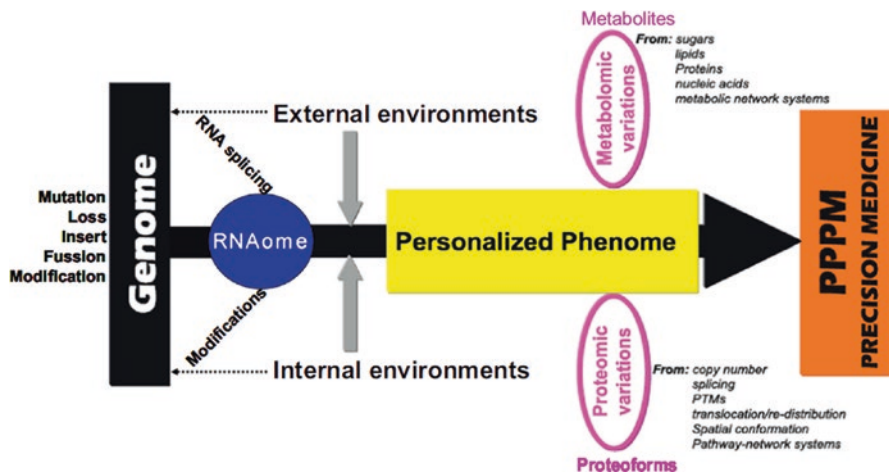 Metabolites
From: sugars
lipids
Proteins
nucleic acids
metabolic network systems
Metabolomic
variations
External environments
RNA splicing
Mutation
Loss
Insert
Fussion
Modification
Genome
RNAome
Personalized Phenome
PPPM
PRECISION MEDICINE
Modifications
Internal environments
Proteomic
variations
From: copy number
splicing
PTMs
translocation/re-distribution
Spatial conformation
Pathway-network systems
Proteoforms